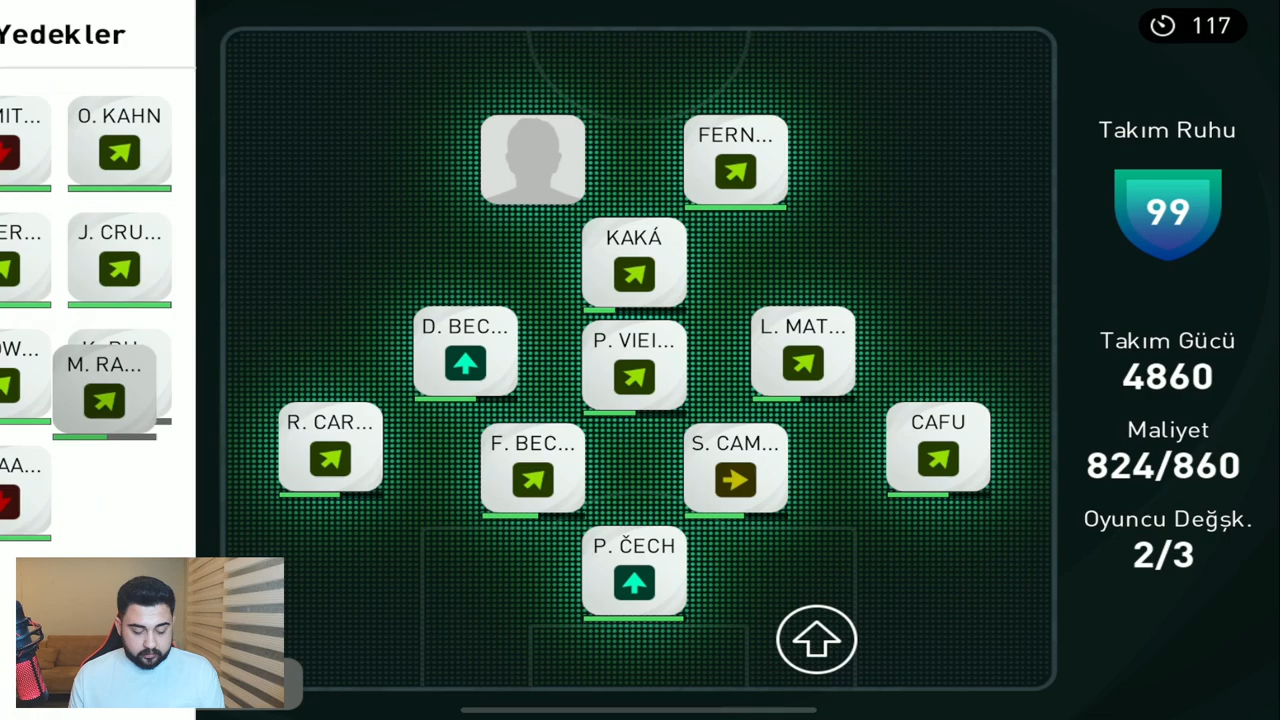 Yedekler
117
MIT...
O. KAHN
ER...
J. CRU...
OW...
M. RA...
AA...
FERN...
KAKÁ
D. BEC...
P. VIEI...
L. MAT...
R. CAR...
F. BEC...
S. CAM...
CAFU
P. ČECH
Takım Ruhu
99
Takım Gücü
4860
Maliyet
824/860
Oyuncu Değşk.
2/3